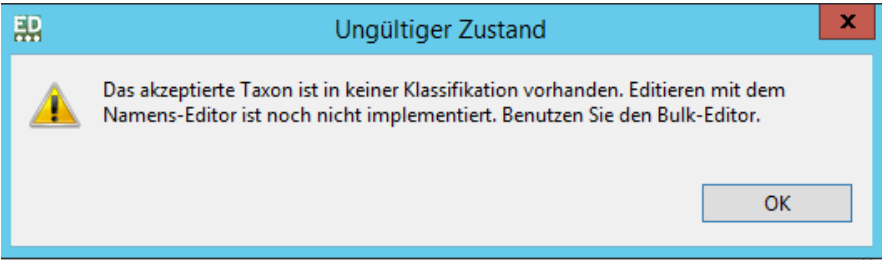 ED
Ungültiger Zustand
x
Das akzeptierte Taxon ist in keiner Klassifikation vorhanden. Editieren mit dem
Namens-Editor ist noch nicht implementiert. Benutzen Sie den Bulk-Editor.
OK